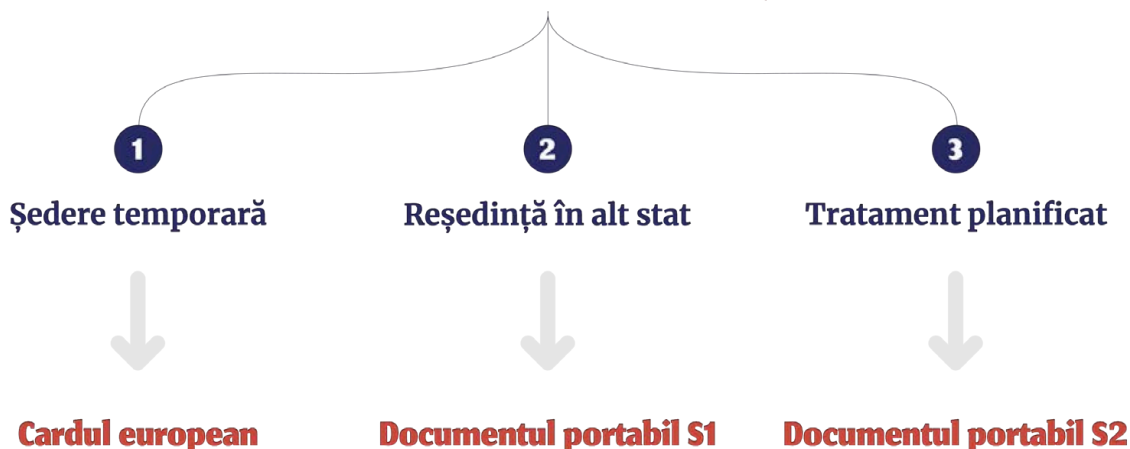 1
2
3
Ședere temporară
Reședință în alt stat
Tratament planificat
Cardul european
Documentul portabil S1
Documentul portabil S2